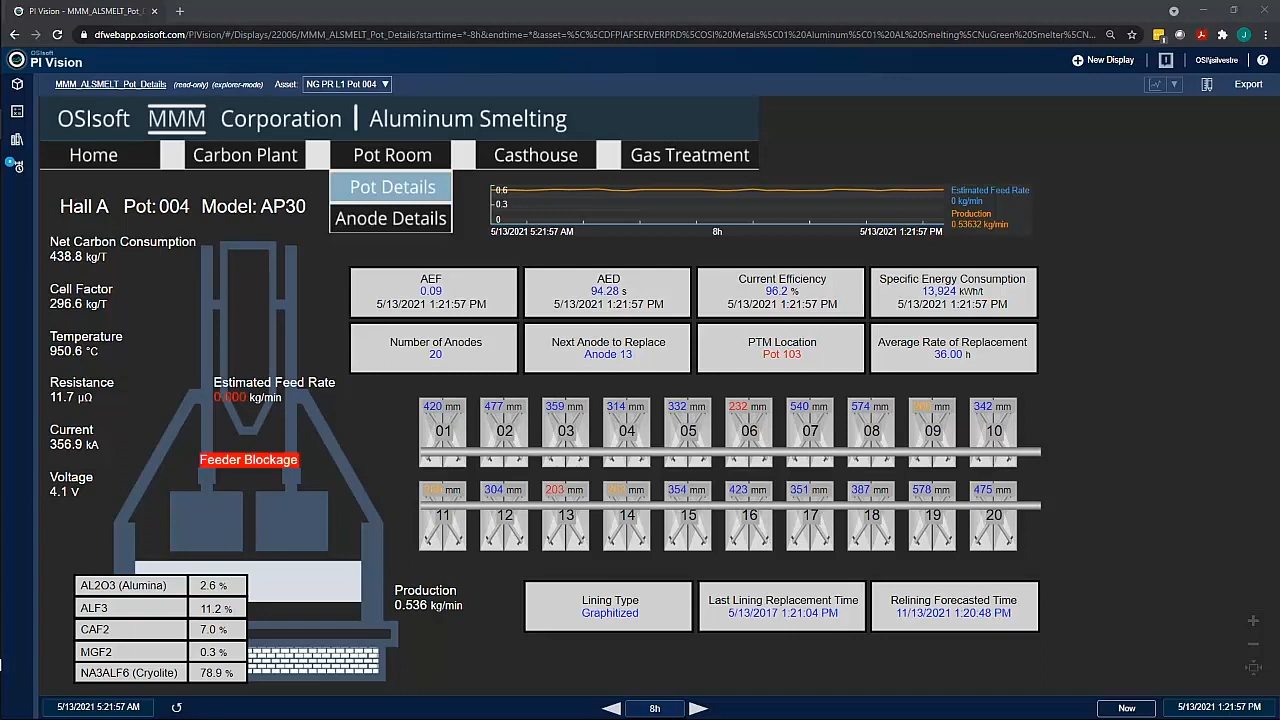 PI Vision - MMM_ALSMELT_Pot_D
dfwebapp.osisoft.com/PIVision/#/Displays/22006/MMM_ALSMELT_Pot_Details?starttime=*-8h&endtime=*&asset=%5C%5CDFPIAFSERVERPRD%5COSI%20Metals%5C01%20Aluminum%5C01%20AL%20Smelting%5CNuGreen%20Smelter%5CN...
OSIsoft
PI Vision
New Display
OSI\jsilvestre
MMM_ALSMELT_Pot_Details (read-only) (explorer-mode) Asset: NG PR L1 Pot 004
Export
OSIsoft MMM Corporation | Aluminum Smelting
Home Carbon Plant Pot Room Casthouse Gas Treatment
Pot Details
Anode Details
Hall A Pot: 004 Model: AP30
0.6
0.3
0
5/13/2021 5:21:57 AM 8h 5/13/2021 1:21:57 PM
Estimated Feed Rate
0 kg/min
Production
0.53632 kg/min
Net Carbon Consumption
438.8 kg/T
Cell Factor
296.6 kg/T
Temperature
950.6 °C
Resistance
11.7 µΩ
Current
356.9 kA
Voltage
4.1 V
Estimated Feed Rate
0.000 kg/min
Feeder Blockage
AEF
0.09
5/13/2021 1:21:57 PM
AED
94.28 s
5/13/2021 1:21:57 PM
Current Efficiency
96.2 %
5/13/2021 1:21:57 PM
Specific Energy Consumption
13,924 kWh/t
5/13/2021 1:21:57 PM
Number of Anodes
20
Next Anode to Replace
Anode 13
PTM Location
Pot 103
Average Rate of Replacement
36.00 h
420 mm 477 mm 359 mm 314 mm 332 mm 232 mm 540 mm 574 mm mm 342 mm
01 02 03 04 05 06 07 08 09 10
mm 304 mm 203 mm mm 354 mm 423 mm 351 mm 387 mm 578 mm 475 mm
11 12 13 14 15 16 17 18 19 20
AL2O3 (Alumina) 2.6 %
ALF3 11.2 %
CAF2 7.0 %
MGF2 0.3 %
NA3ALF6 (Cryolite) 78.9 %
Production
0.536 kg/min
Lining Type
Graphitized
Last Lining Replacement Time
5/13/2017 1:21:04 PM
Relining Forecasted Time
11/13/2021 1:20:48 PM
5/13/2021 5:21:57 AM 8h Now 5/13/2021 1:21:57 PM